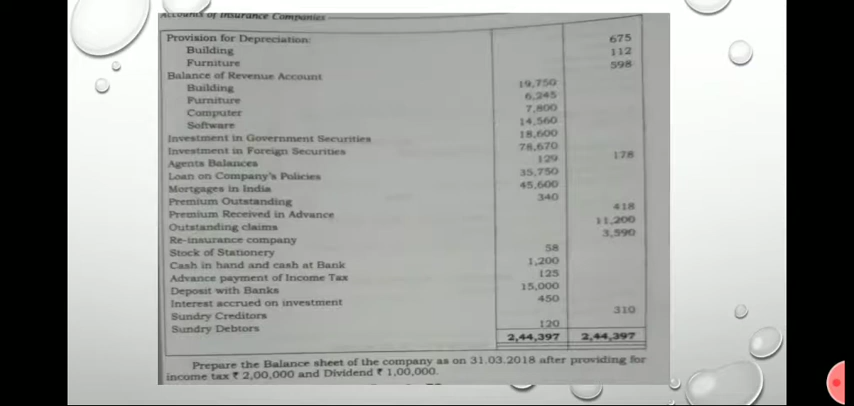 Accounts of Insurance Companies
Provision for Depreciation:
Building 675
Furniture 112
Balance of Revenue Account 598
Building 19,750
Furniture 6,245
Computer 7,800
Software 14,560
Investment in Government Securities 18,600
Investment in Foreign Securities 78,670
Agents Balances 129 178
Loan on Company's Policies 35,750
Mortgages in India 45,600
Premium Outstanding 340
Premium Received in Advance 418
Outstanding claims 11,200
Re-insurance company 3,590
Stock of Stationery 58
Cash in hand and cash at Bank 1,200
Advance payment of Income Tax 125
Deposit with Banks 15,000
Interest accrued on investment 450
Sundry Creditors 310
Sundry Debtors 120
2,44,397 2,44,397
Prepare the Balance sheet of the company as on 31.03.2018 after providing for
income tax ₹ 2,00,000 and Dividend ₹ 1,00,000.